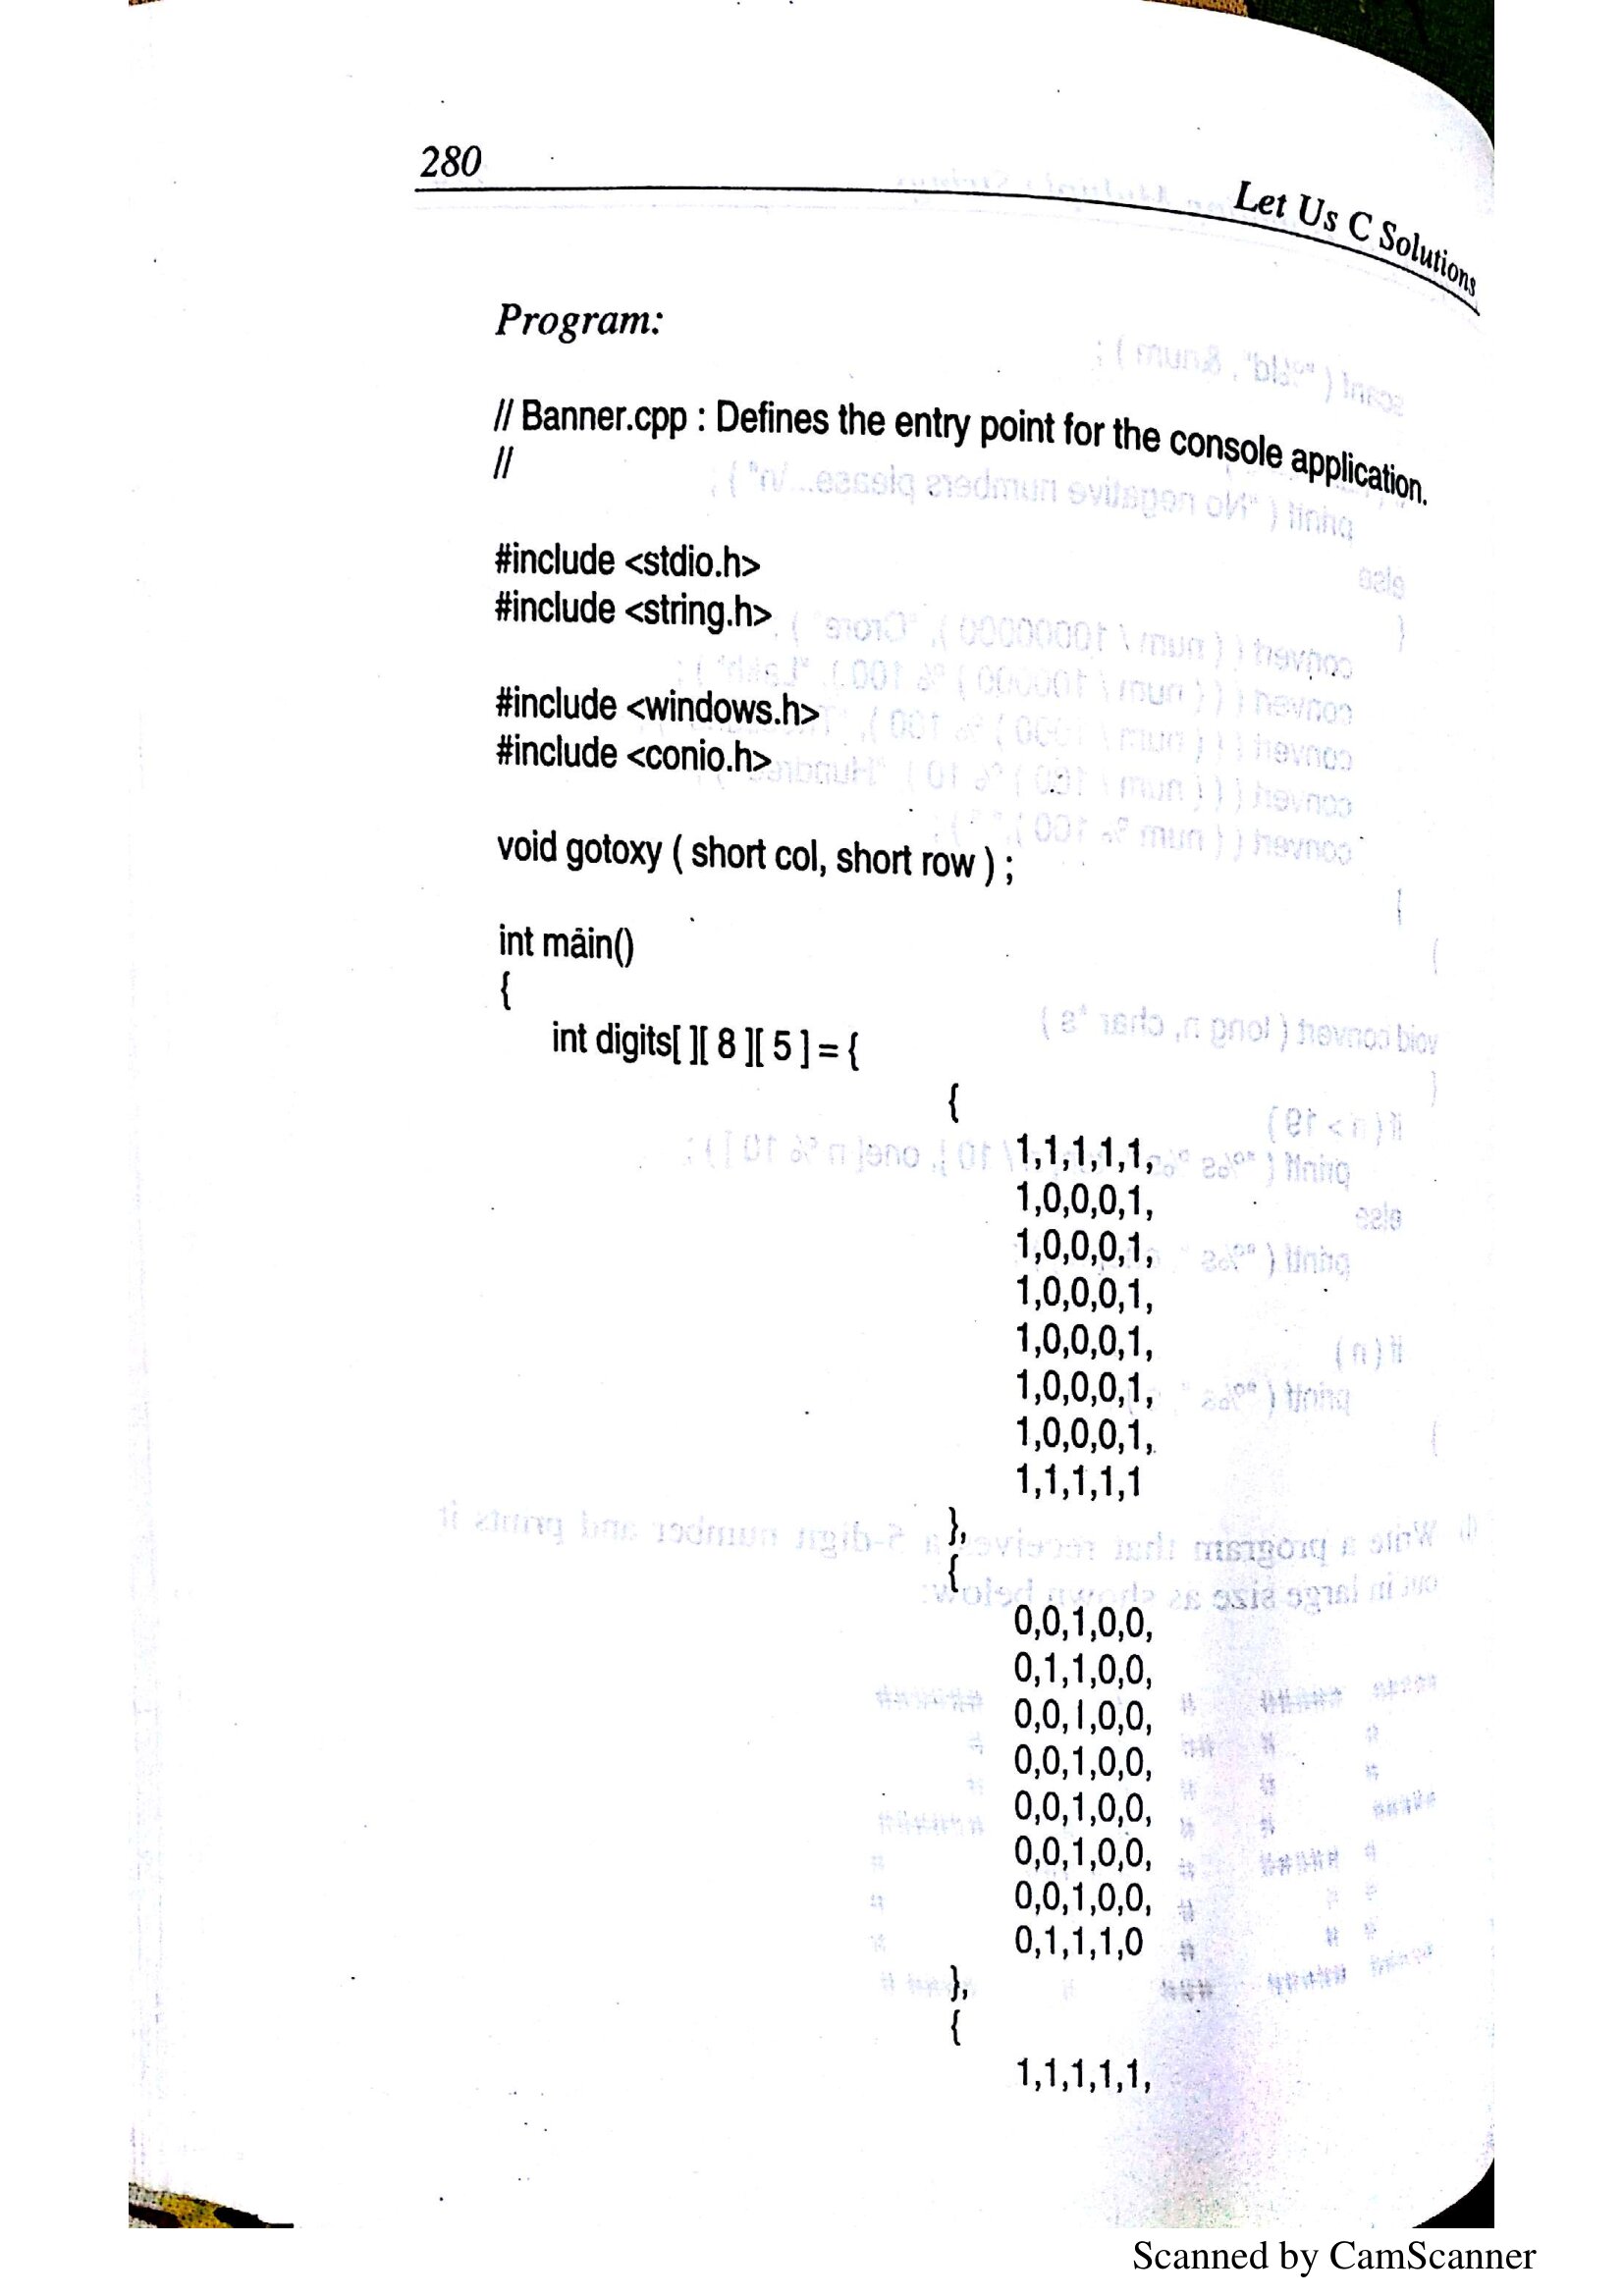 280
Let Us C Solutions
Program:
// Banner.cpp : Defines the entry point for the console application.
//
#include <stdio.h>
#include <string.h>
#include <windows.h>
#include <conio.h>
void gotoxy ( short col, short row ) ;
int main()
{
int digits[ ][ 8 ][ 5 ] = {
{
1,1,1,1,1,
1,0,0,0,1,
1,0,0,0,1,
1,0,0,0,1,
1,0,0,0,1,
1,0,0,0,1,
1,0,0,0,1,
1,1,1,1,1
},
{
0,0,1,0,0,
0,1,1,0,0,
0,0,1,0,0,
0,0,1,0,0,
0,0,1,0,0,
0,0,1,0,0,
0,0,1,0,0,
0,1,1,1,0
},
{
1,1,1,1,1,
Scanned by CamScanner